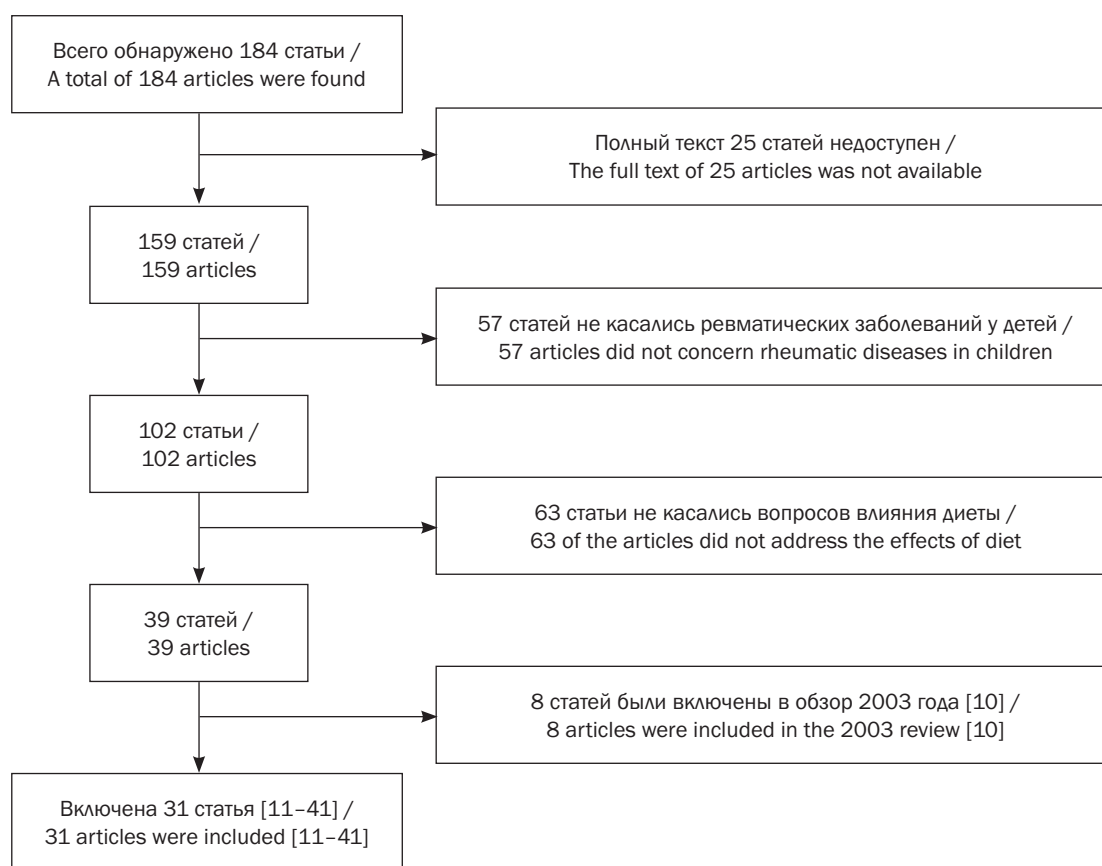 Всего обнаружено 184 статьи /
A total of 184 articles were found
Полный текст 25 статей недоступен /
The full text of 25 articles was not available
159 статей /
159 articles
57 статей не касались ревматических заболеваний у детей /
57 articles did not concern rheumatic diseases in children
102 статьи /
102 articles
63 статьи не касались вопросов влияния диеты /
63 of the articles did not address the effects of diet
39 статей /
39 articles
8 статей были включены в обзор 2003 года [10] /
8 articles were included in the 2003 review [10]
Включена 31 статья [11–41] /
31 articles were included [11–41]